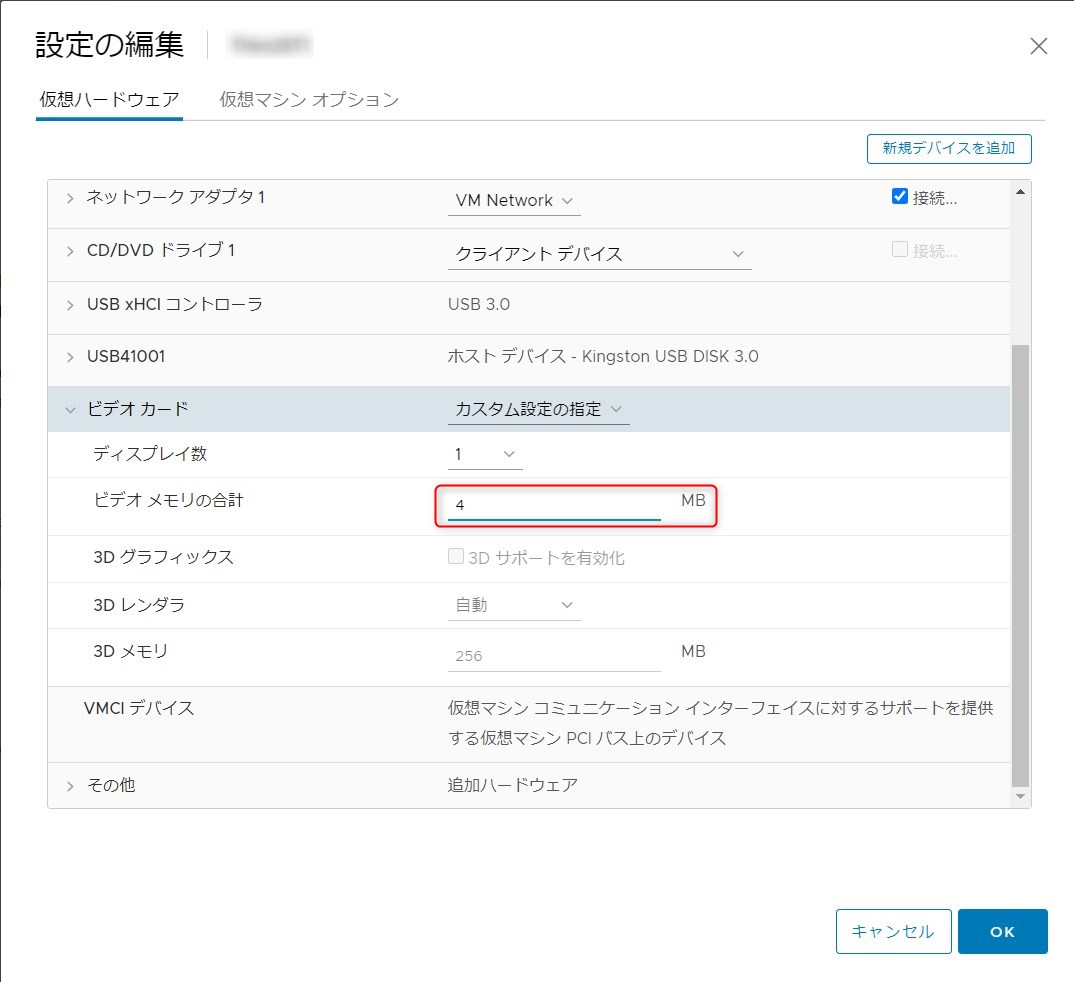 設定の編集
仮想ハードウェア 仮想マシン オプション
新規デバイスを追加
ネットワーク アダプタ 1 VM Network 接続...
CD/DVD ドライブ 1 クライアント デバイス 接続...
USB xHCI コントローラ USB 3.0
USB41001 ホスト デバイス - Kingston USB DISK 3.0
ビデオ カード カスタム設定の指定
ディスプレイ数 1
ビデオ メモリの合計 4 MB
3D グラフィックス 3D サポートを有効化
3D レンダラ 自動
3D メモリ 256 MB
VMCI デバイス 仮想マシン コミュニケーション インターフェイスに対するサポートを提供
する仮想マシン PCI バス上のデバイス
その他 追加ハードウェア
キャンセル OK